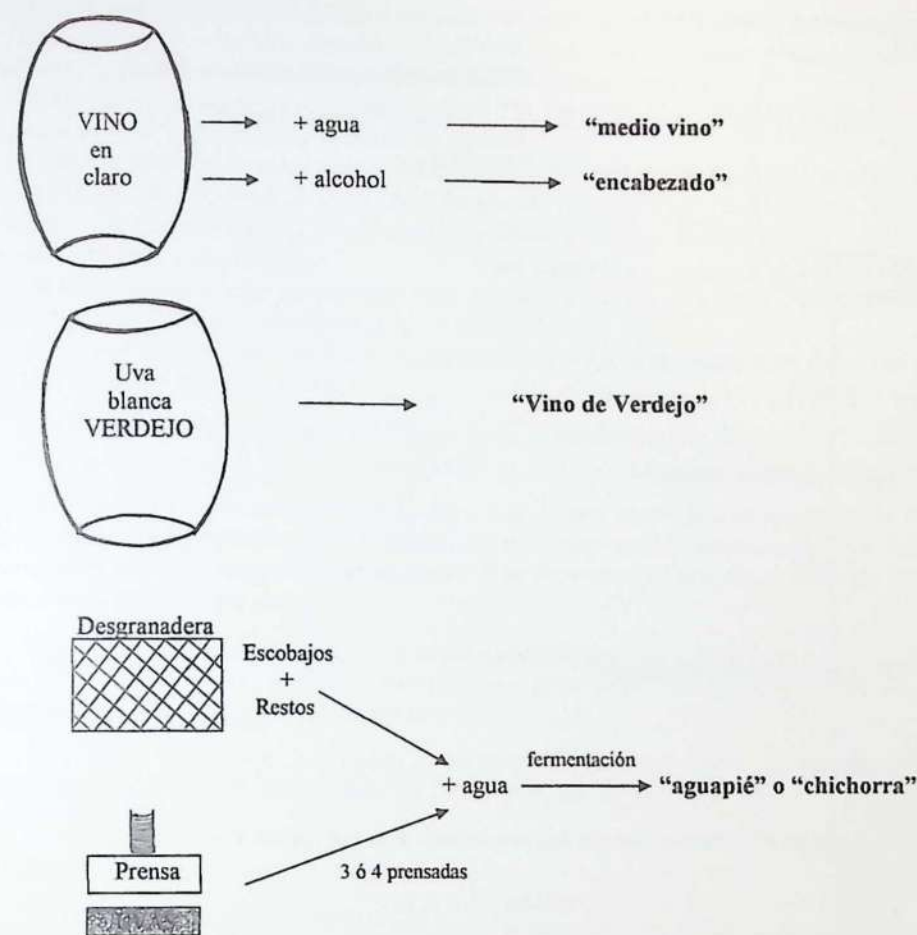 VINO
en
claro
+ agua
“medio vino”
+ alcohol
“encabezado”
Uva
blanca
VERDEJO
“Vino de Verdejo”
Desgranadera
Escobajos
+
Restos
fermentación
+ agua
“aguapié” o “chichorra”
Prensa
3 ó 4 prensadas